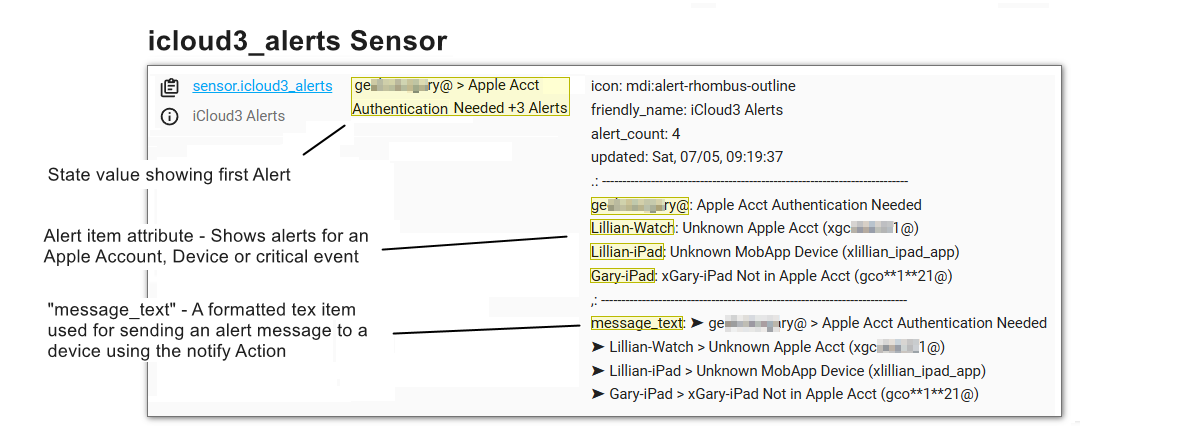 icloud3_alerts Sensor
sensor.icloud3_alerts
iCloud3 Alerts
ge ry@ > Apple Acct
Authentication Needed +3 Alerts
State value showing first Alert
Alert item attribute - Shows alerts for an
Apple Account, Device or critical event
"message_text" - A formatted tex item
used for sending an alert message to a
device using the notify Action
icon: mdi:alert-rhombus-outline
friendly_name: iCloud3 Alerts
alert_count: 4
updated: Sat, 07/05, 09:19:37
.: ----------------------------------------------------------------------------
ge ry@: Apple Acct Authentication Needed
Lillian-Watch: Unknown Apple Acct (xgc 1@)
Lillian-iPad: Unknown MobApp Device (xlillian_ipad_app)
Gary-iPad: xGary-iPad Not in Apple Acct (gco**1**21@)
,: ----------------------------------------------------------------------------
message_text: ➤ ge ry@ > Apple Acct Authentication Needed
➤ Lillian-Watch > Unknown Apple Acct (xgc 1@)
➤ Lillian-iPad > Unknown MobApp Device (xlillian_ipad_app)
➤ Gary-iPad > xGary-iPad Not in Apple Acct (gco**1**21@)